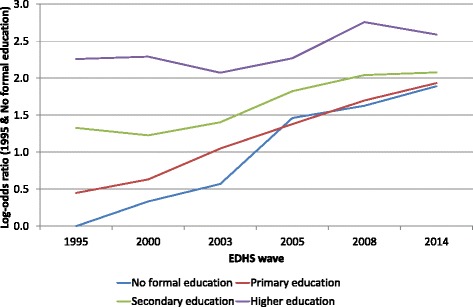 Log-odds ratio (1995 & No formal education)
3.0
2.5
2.0
1.5
1.0
0.5
0.0
1995 2000 2003 2005 2008 2014
EDHS wave
No formal education Primary education
Secondary education Higher education